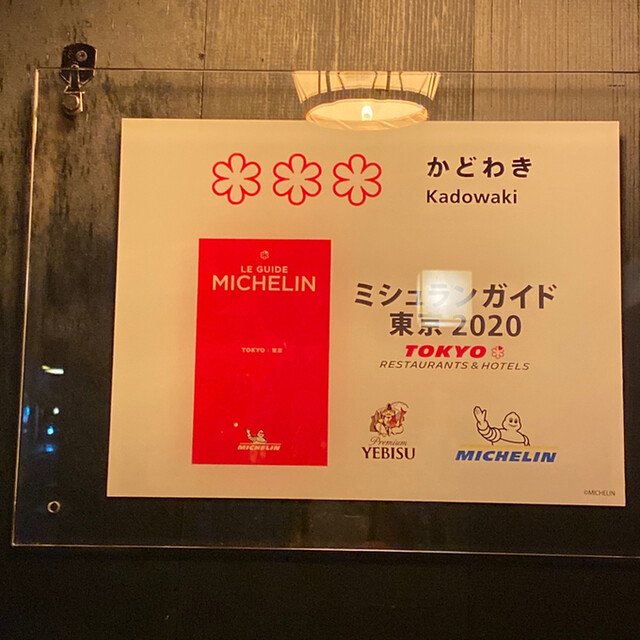 かどわき
Kadowaki
LE GUIDE
MICHELIN
TOKYO・東京
MICHELIN
ミシュランガイド
東京 2020
TOKYO
RESTAURANTS & HOTELS
Premium
YEBISU
MICHELIN
©MICHELIN